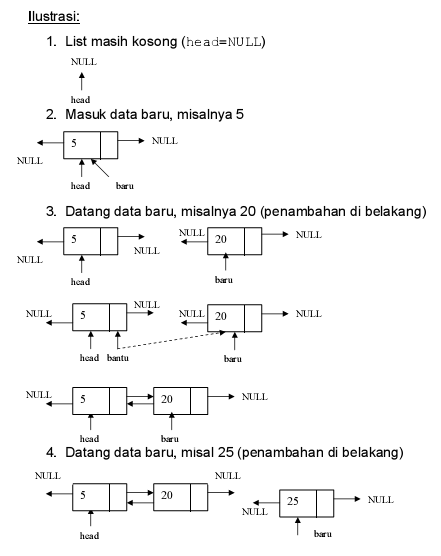 Ilustrasi:
1. List masih kosong (head=NULL)
NULL
head
2. Masuk data baru, misalnya 5
5
NULL
NULL
head baru
3. Datang data baru, misalnya 20 (penambahan di belakang)
5
NULL
20
NULL
NULL
NULL
head
baru
NULL
5
NULL
NULL
20
NULL
head bantu
baru
NULL
5
20
NULL
head
baru
4. Datang data baru, misal 25 (penambahan di belakang)
NULL
NULL
5
20
25
NULL
NULL
head
baru